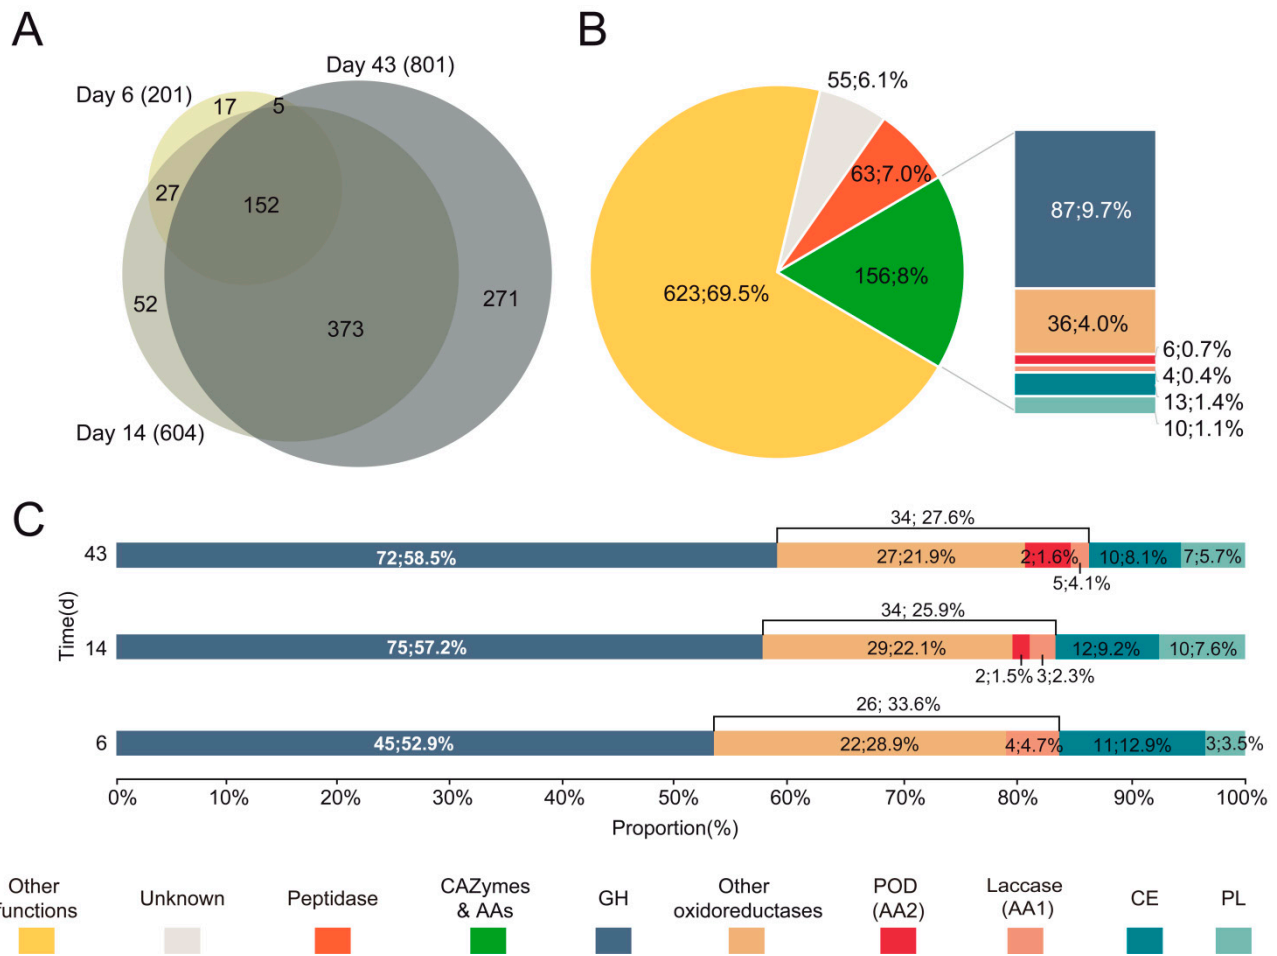 A
Day 43 (801)
Day 6 (201)
17
5
27
152
52
373
271
Day 14 (604)
B
55;6.1%
63;7.0%
156;8%
623;69.5%
87;9.7%
36;4.0%
6;0.7%
4;0.4%
13;1.4%
10;1.1%
C
Time(d)
43
34; 27.6%
72;58.5%
27;21.9%
2;1.6%
5;4.1%
10;8.1%
7;5.7%
14
34; 25.9%
75;57.2%
29;22.1%
2;1.5%
3;2.3%
12;9.2%
10;7.6%
6
26; 33.6%
45;52.9%
22;28.9%
4;4.7%
11;12.9%
3;3.5%
0%
10%
20%
30%
40%
50%
60%
70%
80%
90%
100%
Proportion(%)
Other
functions
Unknown
Peptidase
CAZymes
& AAs
GH
Other
oxidoreductases
POD
(AA2)
Laccase
(AA1)
CE
PL